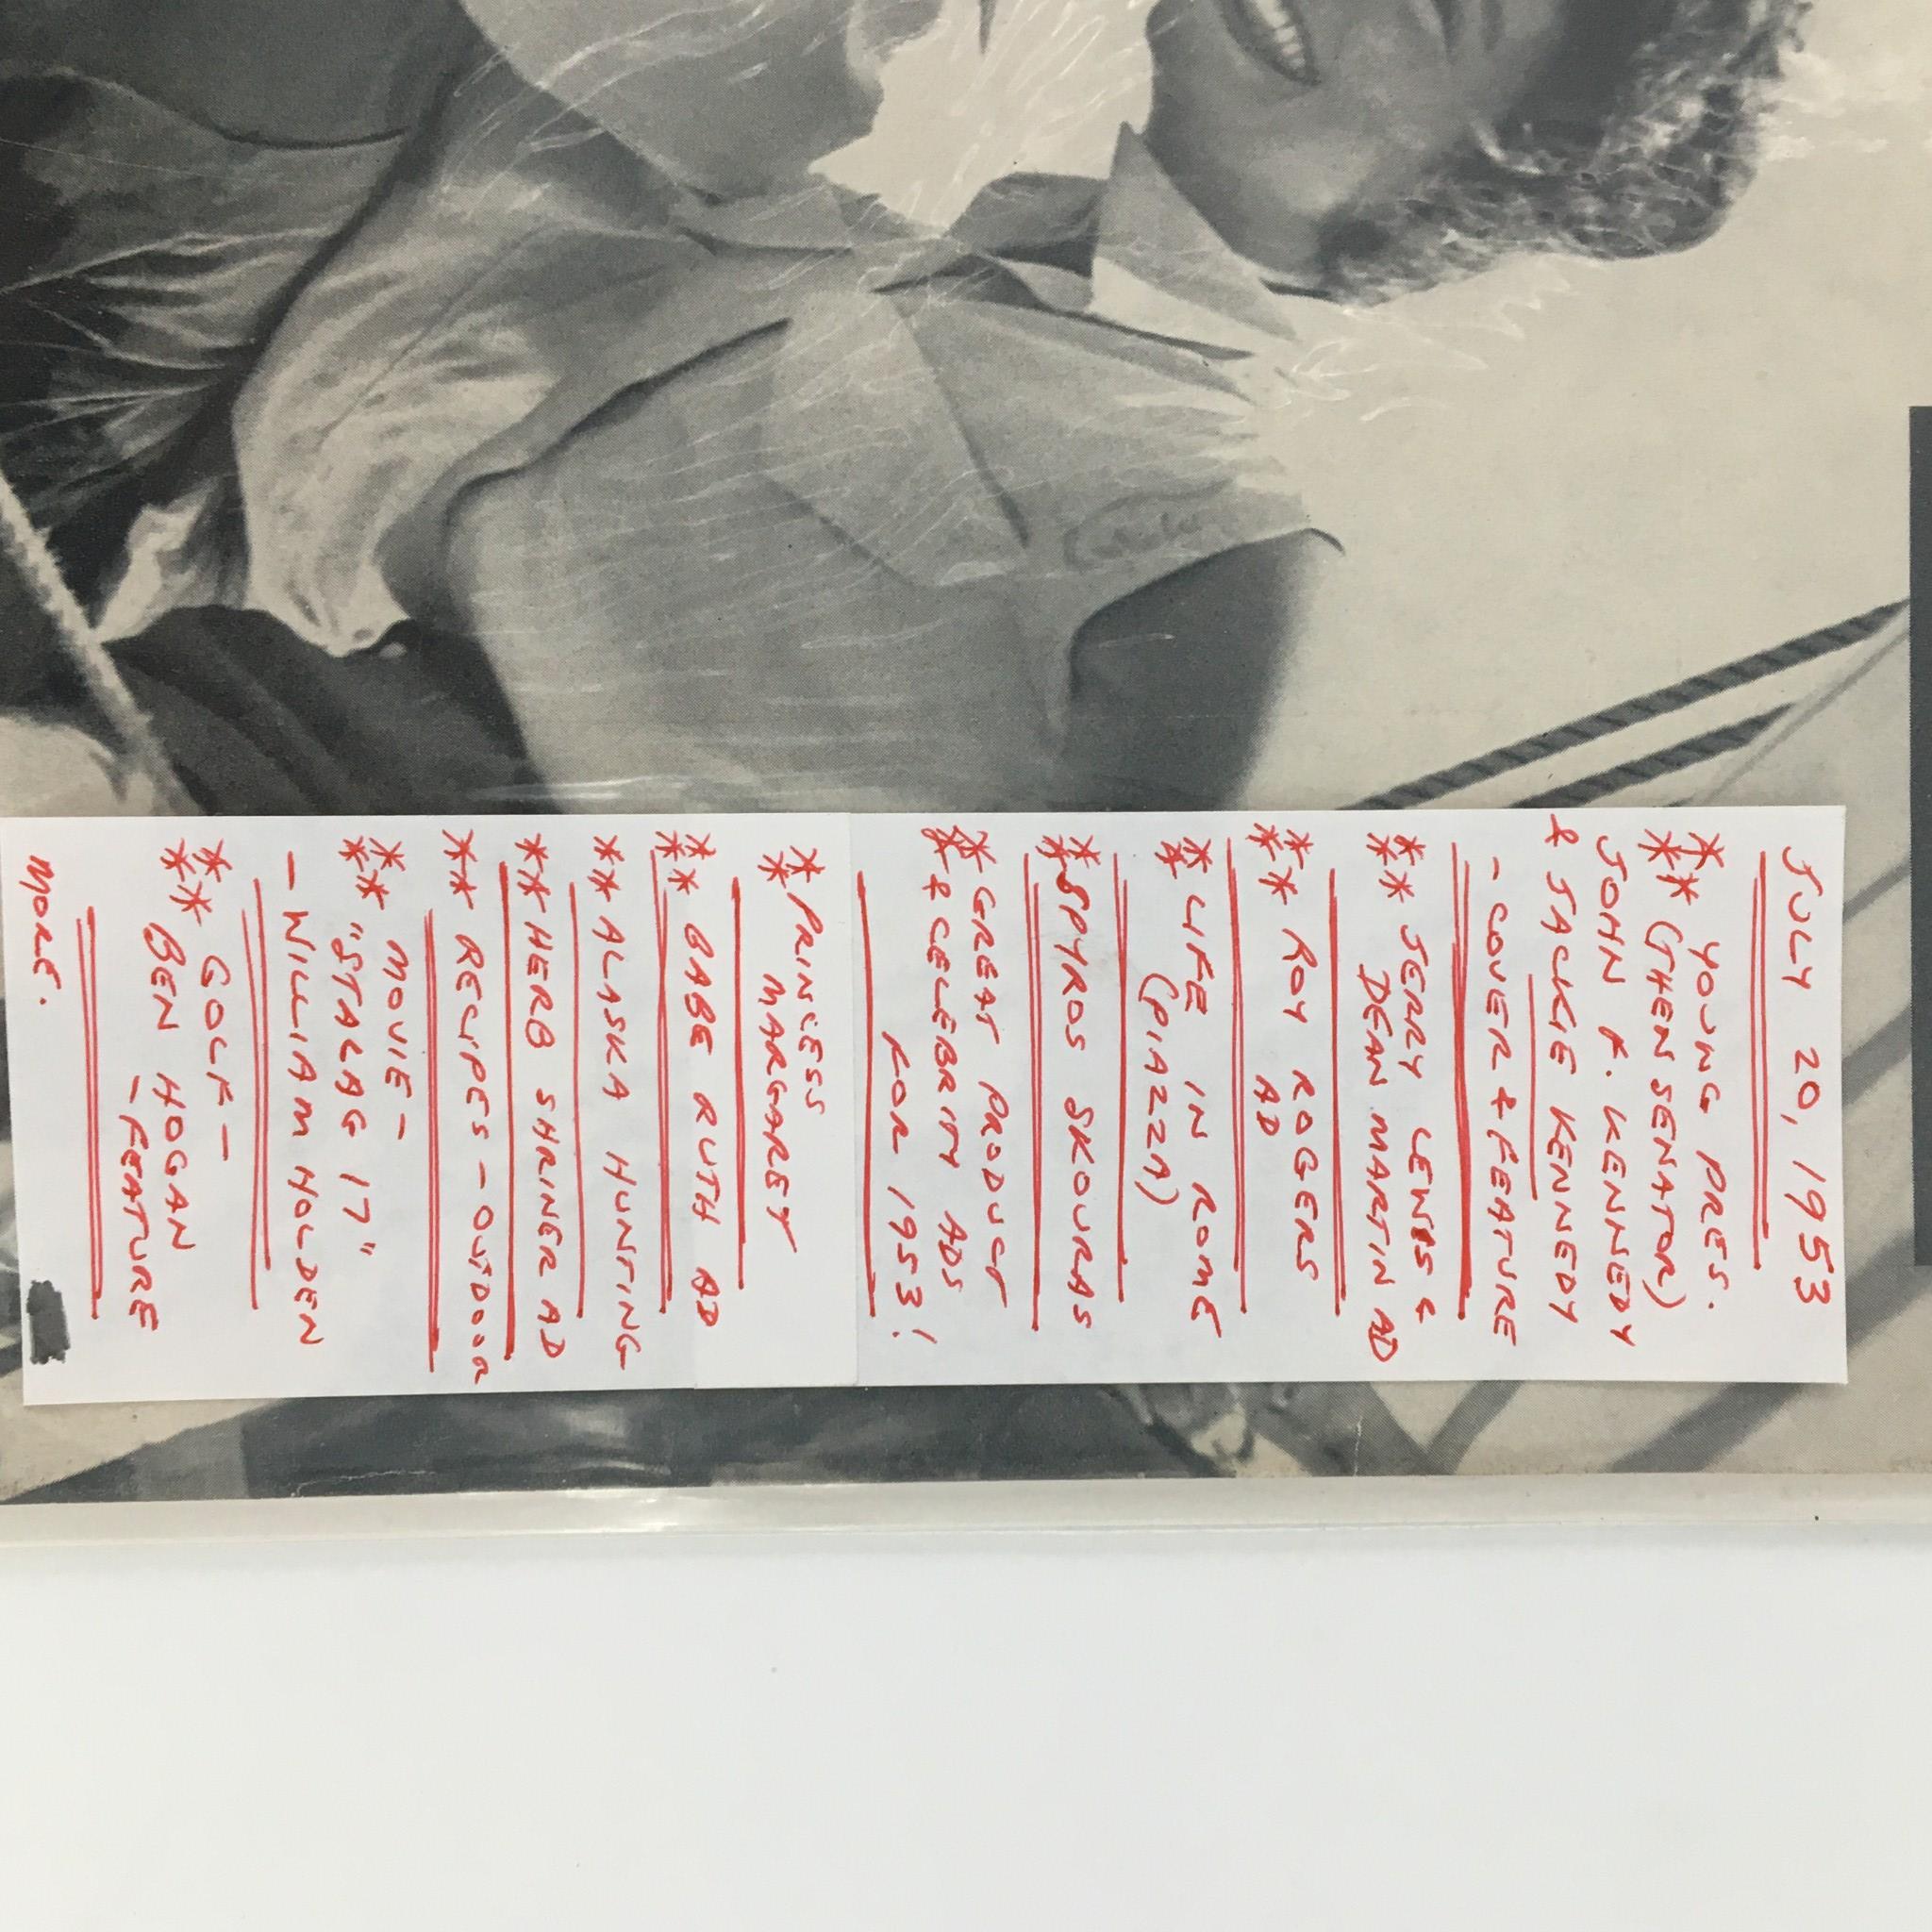 JULY 20, 1953
** YOUNG PRES.
** (THEN SENATOR)
JOHN F. KENNEDY
& JACKIE KENNEDY
- COVER & FEATURE
** JERRY LEWIS &
** DEAN MARTIN AD
** ROY ROGERS
** AD
* LIFE IN ROME
* (PIAZZA)
** SPYROS SKOURAS
* GREAT PRODUCT
* & CELEBRITY ADS
FOR 1953!
* PRINCESS
* MARGARET
** BABE RUTH AD
** ALASKA HUNTING
** HERB SHRINER AD
** RECIPES - OUTDOOR
** MOVIE -
** "STALAG 17"
- WILLIAM HOLDEN
** GOLF -
** BEN HOGAN
- FEATURE
MORE.